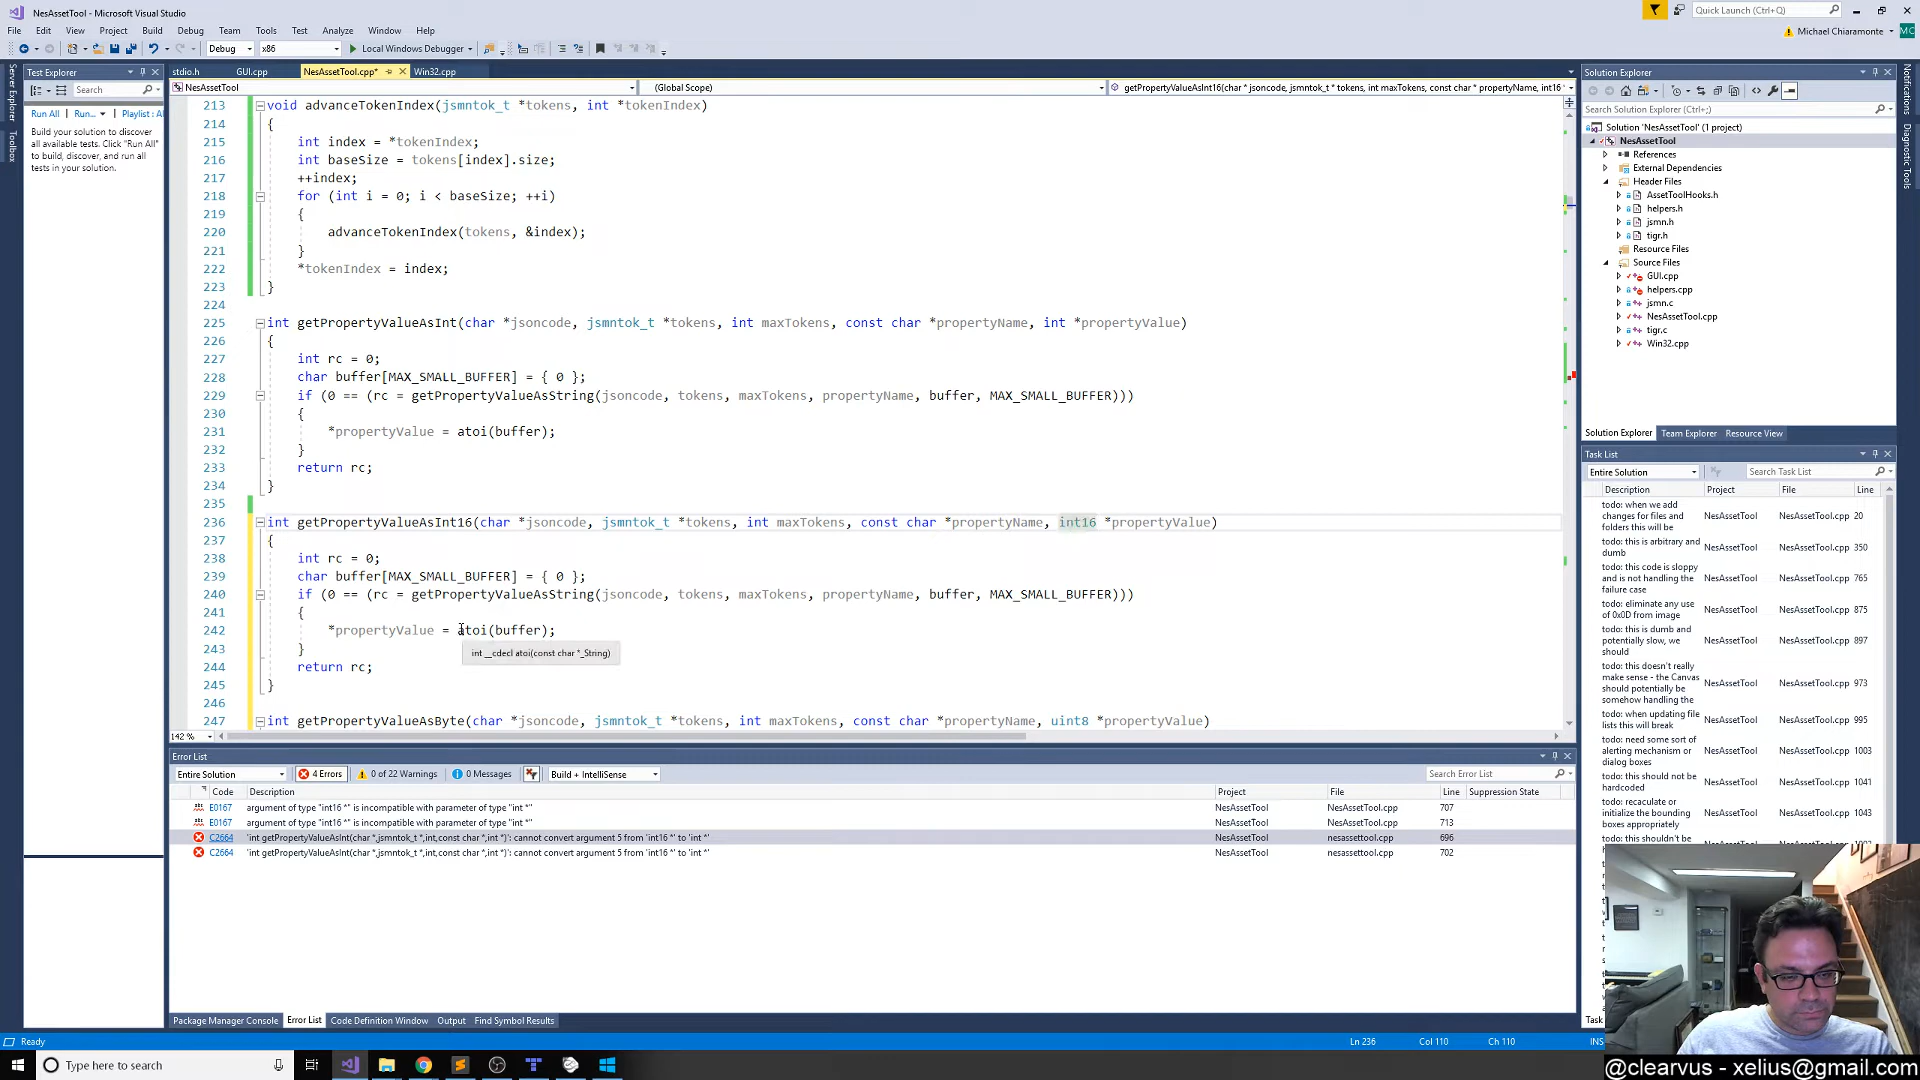 NesAssetTool - Microsoft Visual Studio
Quick Launch (Ctrl+Q)
File Edit View Project Build Debug Team Tools Test Analyze Window Help
Michael Chiaramonte MC
Debug x86 Local Windows Debugger
Server Explorer
Toolbox
Notifications
Diagnostic Tools
Test Explorer
Search
Run All Run... Playlist : Al
Build your solution to discover
all available tests. Click "Run All"
to build, discover, and run all
tests in your solution.
stdio.h GUI.cpp NesAssetTool.cpp* Win32.cpp
NesAssetTool (Global Scope) getPropertyValueAsInt16(char * jsoncode, jsmntok_t * tokens, int maxTokens, const char * propertyName, int16 *
213 void advanceTokenIndex(jsmntok_t *tokens, int *tokenIndex)
214 {
215 int index = *tokenIndex;
216 int baseSize = tokens[index].size;
217 ++index;
218 for (int i = 0; i < baseSize; ++i)
219 {
220 advanceTokenIndex(tokens, &index);
221 }
222 *tokenIndex = index;
223 }
224
225 int getPropertyValueAsInt(char *jsoncode, jsmntok_t *tokens, int maxTokens, const char *propertyName, int *propertyValue)
226 {
227 int rc = 0;
228 char buffer[MAX_SMALL_BUFFER] = { 0 };
229 if (0 == (rc = getPropertyValueAsString(jsoncode, tokens, maxTokens, propertyName, buffer, MAX_SMALL_BUFFER)))
230 {
231 *propertyValue = atoi(buffer);
232 }
233 return rc;
234 }
235
236 int getPropertyValueAsInt16(char *jsoncode, jsmntok_t *tokens, int maxTokens, const char *propertyName, int16 *propertyValue)
237 {
238 int rc = 0;
239 char buffer[MAX_SMALL_BUFFER] = { 0 };
240 if (0 == (rc = getPropertyValueAsString(jsoncode, tokens, maxTokens, propertyName, buffer, MAX_SMALL_BUFFER)))
241 {
242 *propertyValue = atoi(buffer);
243 }
int __cdecl atoi(const char *_String)
244 return rc;
245 }
246
247 int getPropertyValueAsByte(char *jsoncode, jsmntok_t *tokens, int maxTokens, const char *propertyName, uint8 *propertyValue)
142 %
Solution Explorer
Search Solution Explorer (Ctrl+;)
Solution 'NesAssetTool' (1 project)
NesAssetTool
References
External Dependencies
Header Files
AssetToolHooks.h
helpers.h
jsmn.h
tigr.h
Resource Files
Source Files
GUI.cpp
helpers.cpp
jsmn.c
NesAssetTool.cpp
tigr.c
Win32.cpp
Solution Explorer Team Explorer Resource View
Task List
Entire Solution Search Task List
Description Project File Line
todo: when we add
changes for files and
folders this will be NesAssetTool NesAssetTool.cpp 20
todo: this is arbitrary and
dumb NesAssetTool NesAssetTool.cpp 350
todo: this code is sloppy
and is not handling the
failure case NesAssetTool NesAssetTool.cpp 765
todo: eliminate any use
of 0x0D from image NesAssetTool NesAssetTool.cpp 875
todo: this is dumb and
potentially slow, we
should NesAssetTool NesAssetTool.cpp 897
todo: this doesn't really
make sense - the Canvas
should potentially be
somehow handling the NesAssetTool NesAssetTool.cpp 973
todo: when updating file
lists this will break NesAssetTool NesAssetTool.cpp 995
todo: need some sort of
alerting mechanism or
dialog boxes NesAssetTool NesAssetTool.cpp 1003
todo: this should not be
hardcoded NesAssetTool NesAssetTool.cpp 1041
todo: recaculate or
initialize the bounding
boxes appropriately NesAssetTool NesAssetTool.cpp 1043
todo: this shouldn't be
Task
Error List
Entire Solution 4 Errors 0 of 22 Warnings 0 Messages Build + IntelliSense Search Error List
Code Description Project File Line Suppression State
E0167 argument of type "int16 *" is incompatible with parameter of type "int *" NesAssetTool NesAssetTool.cpp 707
E0167 argument of type "int16 *" is incompatible with parameter of type "int *" NesAssetTool NesAssetTool.cpp 713
C2664 'int getPropertyValueAsInt(char *,jsmntok_t *,int,const char *,int *)': cannot convert argument 5 from 'int16 *' to 'int *' NesAssetTool nesassettool.cpp 696
C2664 'int getPropertyValueAsInt(char *,jsmntok_t *,int,const char *,int *)': cannot convert argument 5 from 'int16 *' to 'int *' NesAssetTool nesassettool.cpp 702
Package Manager Console Error List Code Definition Window Output Find Symbol Results
Ready Ln 236 Col 110 Ch 110 INS
Type here to search
@clearvus - xelius@gmail.com